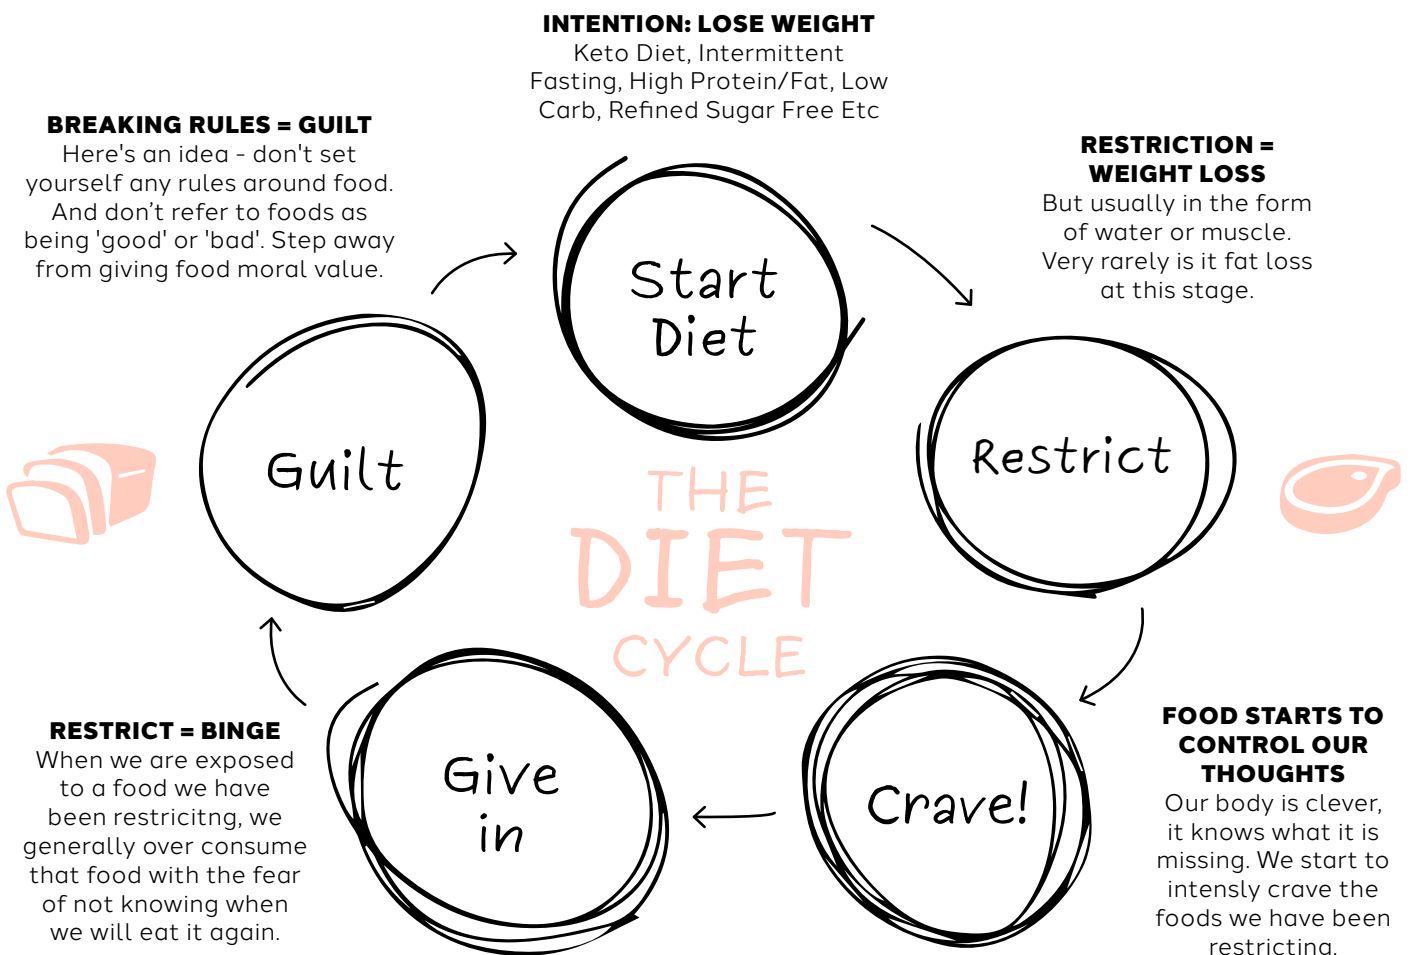 INTENTION: LOSE WEIGHT
Keto Diet, Intermittent
Fasting, High Protein/Fat, Low
Carb, Refined Sugar Free Etc
BREAKING RULES = GUILT
Here's an idea - don't set
yourself any rules around food.
And don’t refer to foods as
being 'good' or 'bad'. Step away
from giving food moral value.
RESTRICTION =
WEIGHT LOSS
But usually in the form
of water or muscle.
Very rarely is it fat loss
at this stage.
Start
Diet
Guilt
Restrict
THE
DIET
CYCLE
RESTRICT = BINGE
When we are exposed
to a food we have
been restricitng, we
generally over consume
that food with the fear
of not knowing when
we will eat it again.
Give
in
Crave!
FOOD STARTS TO
CONTROL OUR
THOUGHTS
Our body is clever,
it knows what it is
missing. We start to
intensly crave the
foods we have been
restricting.